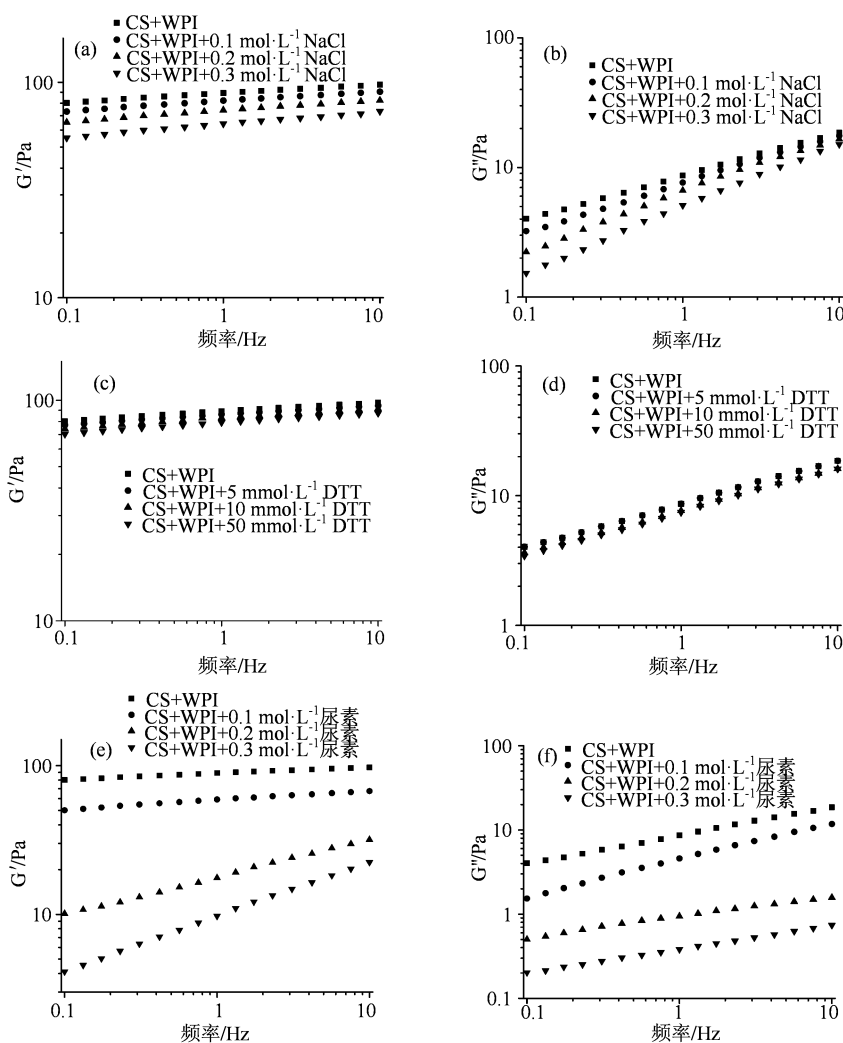 (a)
CS+WPI
CS+WPI+0.1 mol·L⁻¹ NaCl
CS+WPI+0.2 mol·L⁻¹ NaCl
CS+WPI+0.3 mol·L⁻¹ NaCl
G′/Pa
100
10
0.1
1
10
频率/Hz
(b)
CS+WPI
CS+WPI+0.1 mol·L⁻¹ NaCl
CS+WPI+0.2 mol·L⁻¹ NaCl
CS+WPI+0.3 mol·L⁻¹ NaCl
G″/Pa
100
10
1
0.1
1
10
频率/Hz
(c)
CS+WPI
CS+WPI+5 mmol·L⁻¹ DTT
CS+WPI+10 mmol·L⁻¹ DTT
CS+WPI+50 mmol·L⁻¹ DTT
G′/Pa
100
10
0.1
1
10
频率/Hz
(d)
CS+WPI
CS+WPI+5 mmol·L⁻¹ DTT
CS+WPI+10 mmol·L⁻¹ DTT
CS+WPI+50 mmol·L⁻¹ DTT
G″/Pa
100
10
1
0.1
1
10
频率/Hz
(e)
CS+WPI
CS+WPI+0.1 mol·L⁻¹尿素
CS+WPI+0.2 mol·L⁻¹尿素
CS+WPI+0.3 mol·L⁻¹尿素
G′/Pa
100
10
0.1
1
10
频率/Hz
(f)
CS+WPI
CS+WPI+0.1 mol·L⁻¹尿素
CS+WPI+0.2 mol·L⁻¹尿素
CS+WPI+0.3 mol·L⁻¹尿素
G″/Pa
100
10
1
0.1
0.1
1
10
频率/Hz